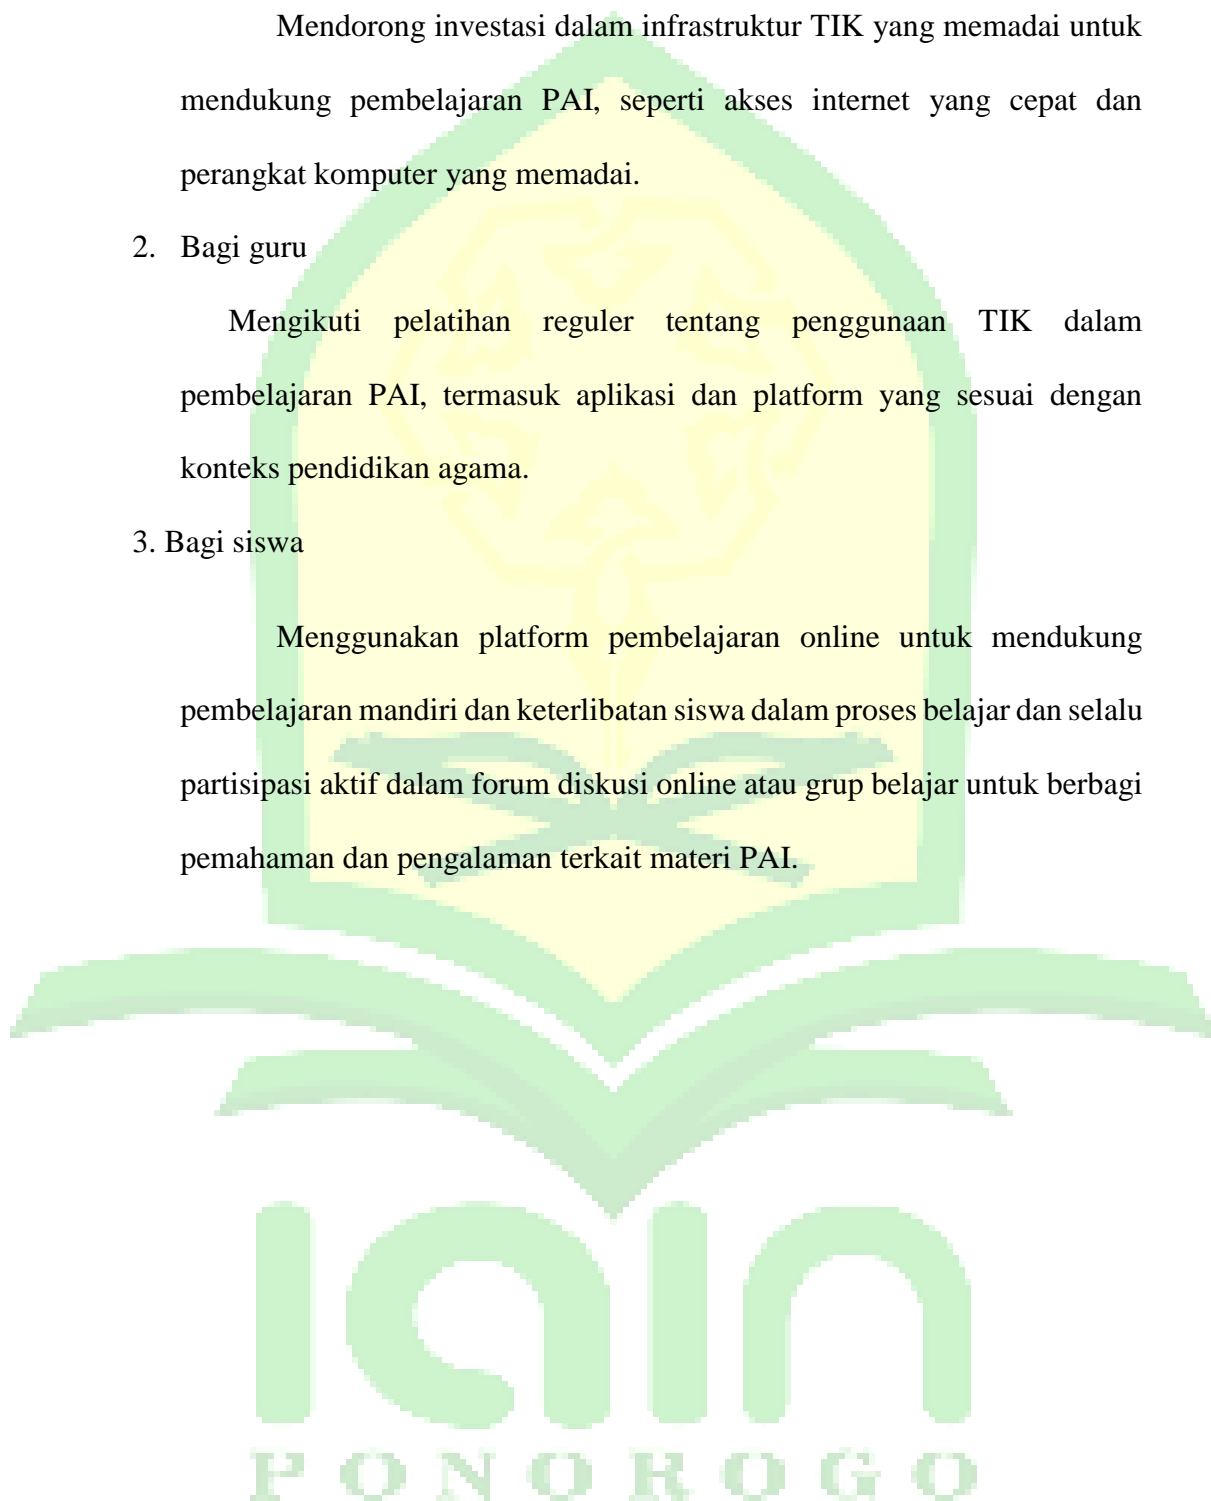 Mendorong investasi dalam infrastruktur TIK yang memadai untuk
mendukung pembelajaran PAI, seperti akses internet yang cepat dan
perangkat komputer yang memadai.
2. Bagi guru
Mengikuti pelatihan reguler tentang penggunaan TIK dalam
pembelajaran PAI, termasuk aplikasi dan platform yang sesuai dengan
konteks pendidikan agama.
3. Bagi siswa
Menggunakan platform pembelajaran online untuk mendukung
pembelajaran mandiri dan keterlibatan siswa dalam proses belajar dan selalu
partisipasi aktif dalam forum diskusi online atau grup belajar untuk berbagi
pemahaman dan pengalaman terkait materi PAI.
IAIN
PONOROGO